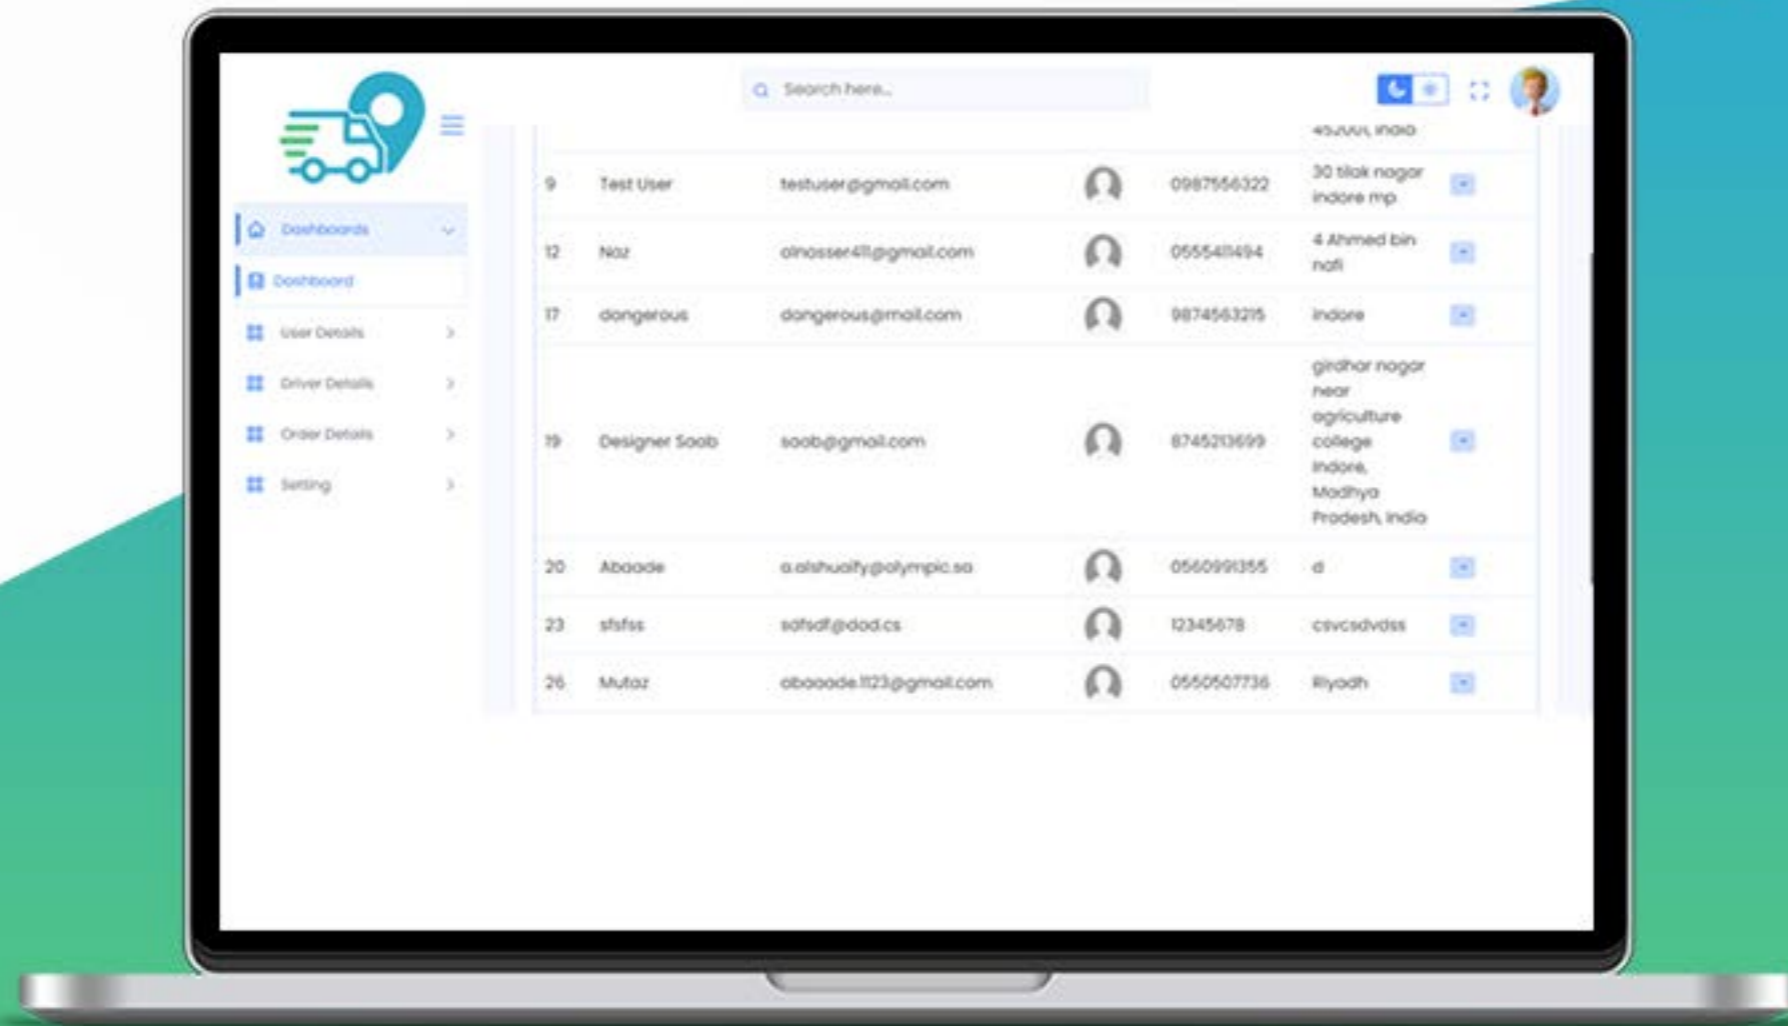 Search here...
Dashboards
Dashboard
User Details
Driver Details
Order Details
Setting
452001, India
9 Test User testuser@gmail.com 0987556322 30 tilak nagar
indore mp
12 Naz alnasser411@gmail.com 0555411494 4 Ahmed bin
nafi
17 dangerous dangerous@mail.com 9874563215 indore
19 Designer Saab saab@gmail.com 8745213699 girdhar nagar
near
agriculture
college
Indore,
Madhya
Pradesh, India
20 Abaade a.alshuaify@olympic.sa 0560991355 d
23 sfsfss sdfsdf@dad.cs 12345678 csvcsdvdss
26 Mutaz abaaade.1123@gmail.com 0550507736 Riyadh